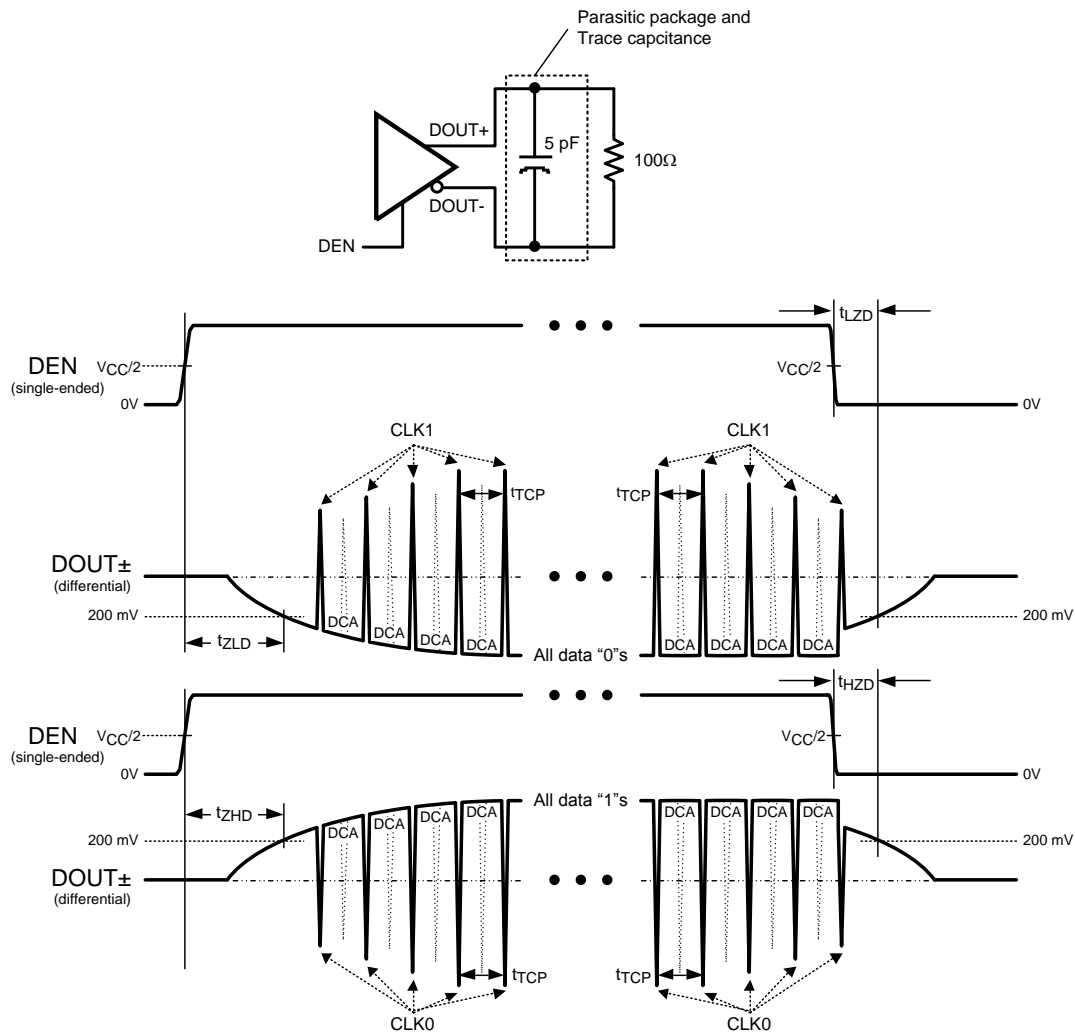 Parasitic package and
Trace capcitance
DOUT+
5 pF
100Ω
DOUT-
DEN
tLZD
DEN
(single-ended)
VCC/2
VCC/2
0V
0V
CLK1
CLK1
tTCP
tTCP
DOUT±
(differential)
200 mV
200 mV
DCA
DCA
DCA
DCA
DCA
DCA
DCA
DCA
tZLD
All data “0”s
tHZD
DEN
(single-ended)
VCC/2
VCC/2
0V
0V
All data “1”s
tZHD
DCA
DCA
DCA
DCA
DCA
DCA
DCA
DCA
200 mV
200 mV
DOUT±
(differential)
tTCP
tTCP
CLK0
CLK0